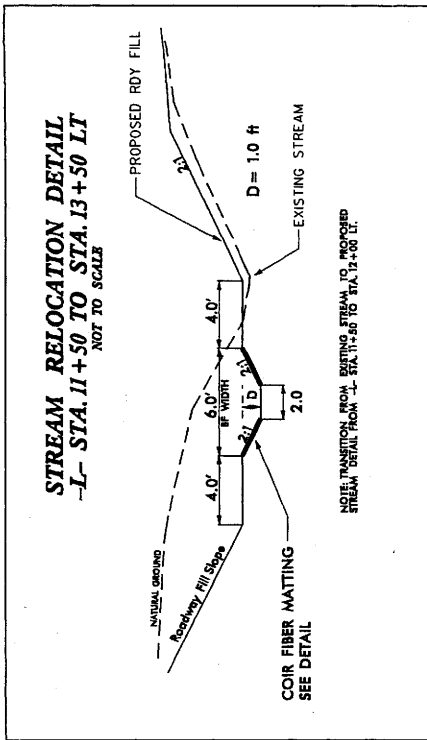 STREAM RELOCATION DETAIL
-L- STA. 11+50 TO STA. 13+50 LT
NOT TO SCALE
PROPOSED RDY FILL
2:1
D= 1.0 ft
EXISTING STREAM
NATURAL GROUND
Roadway Fill Slope
4.0'
6.0'
4.0'
BF WIDTH
2:1
D
2:1
2.0
COIR FIBER MATTING
SEE DETAIL
NOTE: TRANSITION FROM EXISTING STREAM TO PROPOSED
STREAM DETAIL FROM -L- STA. 11+50 TO STA. 12+00 LT.